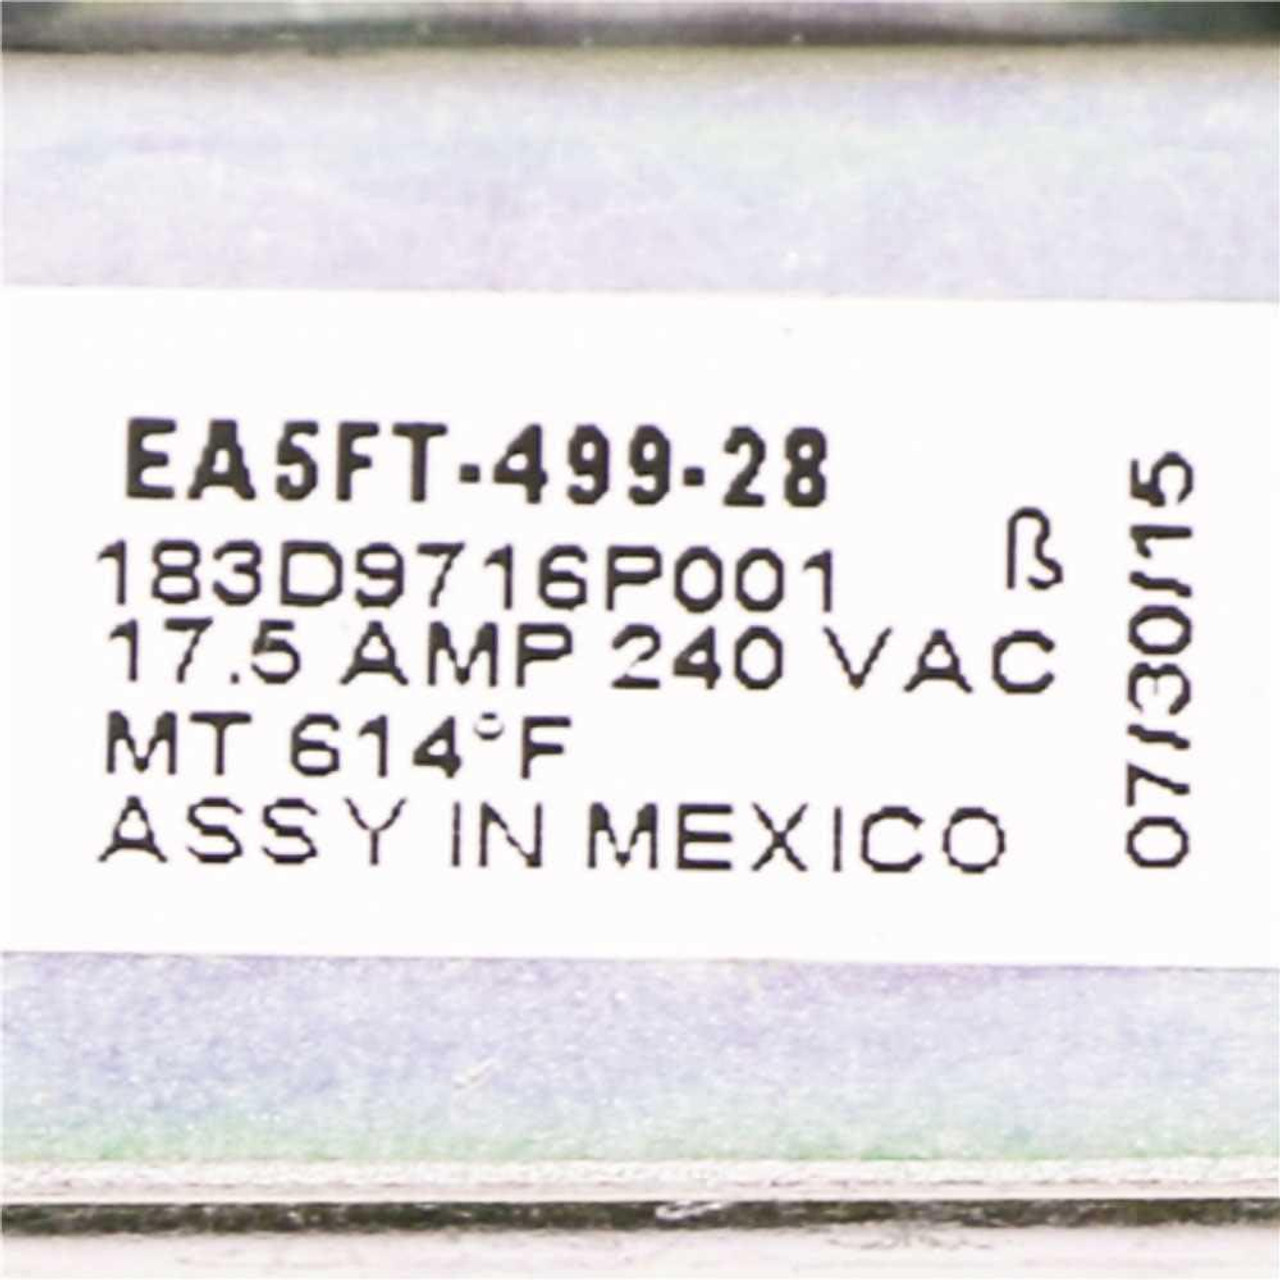 EA5FT-499-28
183D9716P001
ß
17.5 AMP 240 VAC
MT 614°F
ASSY IN MEXICO
07/30/15